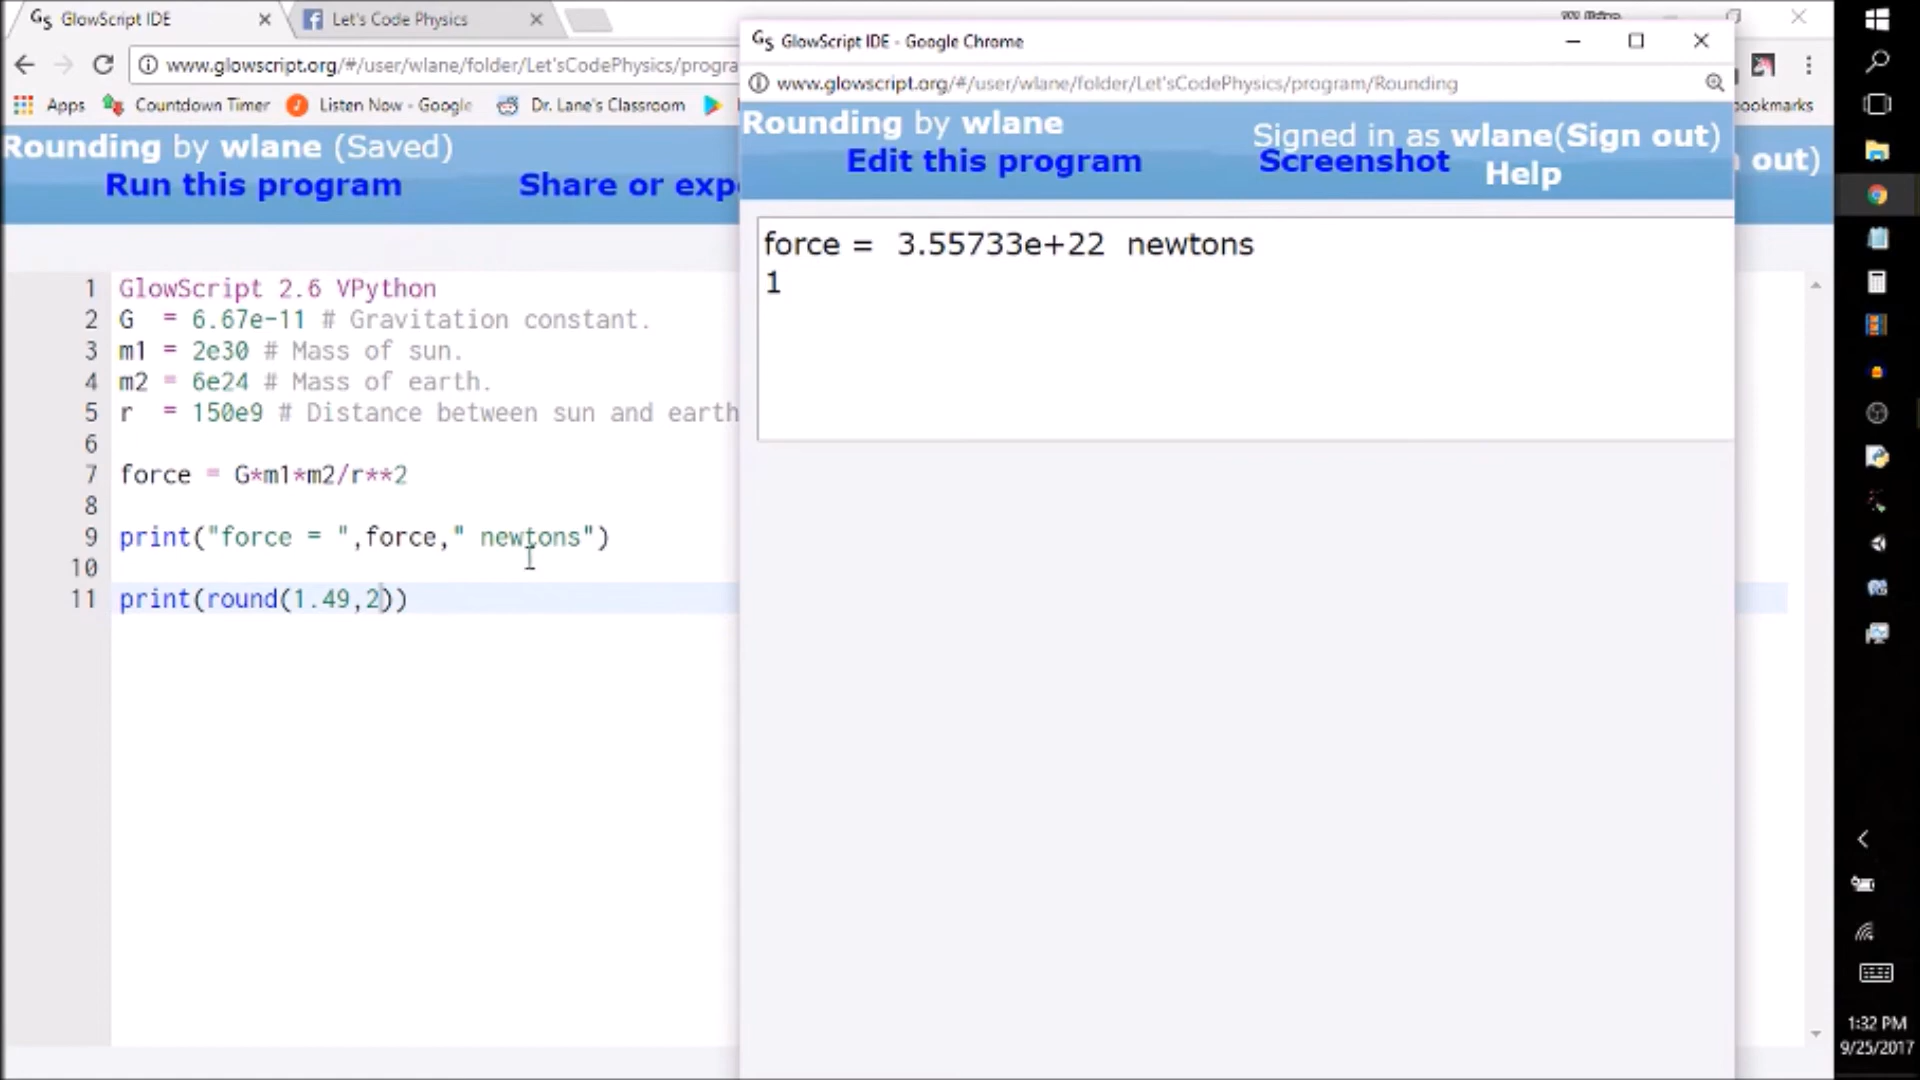 GlowScript IDE
Let's Code Physics
www.glowscript.org/#/user/wlane/folder/Let'sCodePhysics/progra
Apps
Countdown Timer
Listen Now - Google
Dr. Lane's Classroom
bookmarks
Rounding by wlane (Saved)
n out)
Run this program
Share or expo
1 GlowScript 2.6 VPython
2 G  = 6.67e-11 # Gravitation constant.
3 m1 = 2e30 # Mass of sun.
4 m2 = 6e24 # Mass of earth.
5 r  = 150e9 # Distance between sun and earth
6
7 force = G*m1*m2/r**2
8
9 print("force = ",force," newtons")
10
11 print(round(1.49,2))
GlowScript IDE - Google Chrome
www.glowscript.org/#/user/wlane/folder/Let'sCodePhysics/program/Rounding
Rounding by wlane
Signed in as wlane(Sign out)
Edit this program
Screenshot
Help
force =  3.55733e+22  newtons
1
1:32 PM
9/25/2017